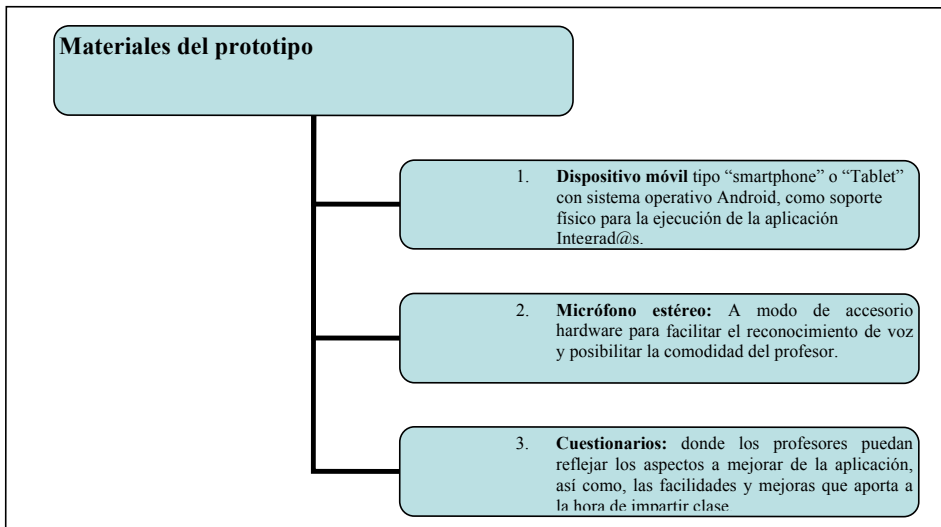 Materiales del prototipo
1. Dispositivo móvil tipo “smartphone” o “Tablet”
con sistema operativo Android, como soporte
físico para la ejecución de la aplicación
Integrad@s.
2. Micrófono estéreo: A modo de accesorio
hardware para facilitar el reconocimiento de voz
y posibilitar la comodidad del profesor.
3. Cuestionarios: donde los profesores puedan
reflejar los aspectos a mejorar de la aplicación,
así como, las facilidades y mejoras que aporta a
la hora de impartir clase